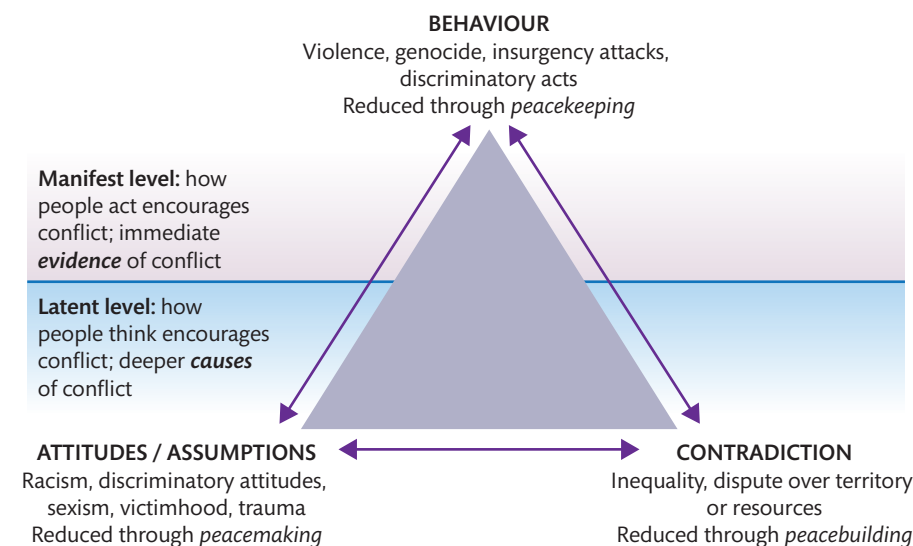 BEHAVIOUR
Violence, genocide, insurgency attacks,
discriminatory acts
Reduced through peacekeeping
Manifest level: how
people act encourages
conflict; immediate
evidence of conflict
Latent level: how
people think encourages
conflict; deeper causes
of conflict
ATTITUDES / ASSUMPTIONS
Racism, discriminatory attitudes,
sexism, victimhood, trauma
Reduced through peacemaking
CONTRADICTION
Inequality, dispute over territory
or resources
Reduced through peacebuilding